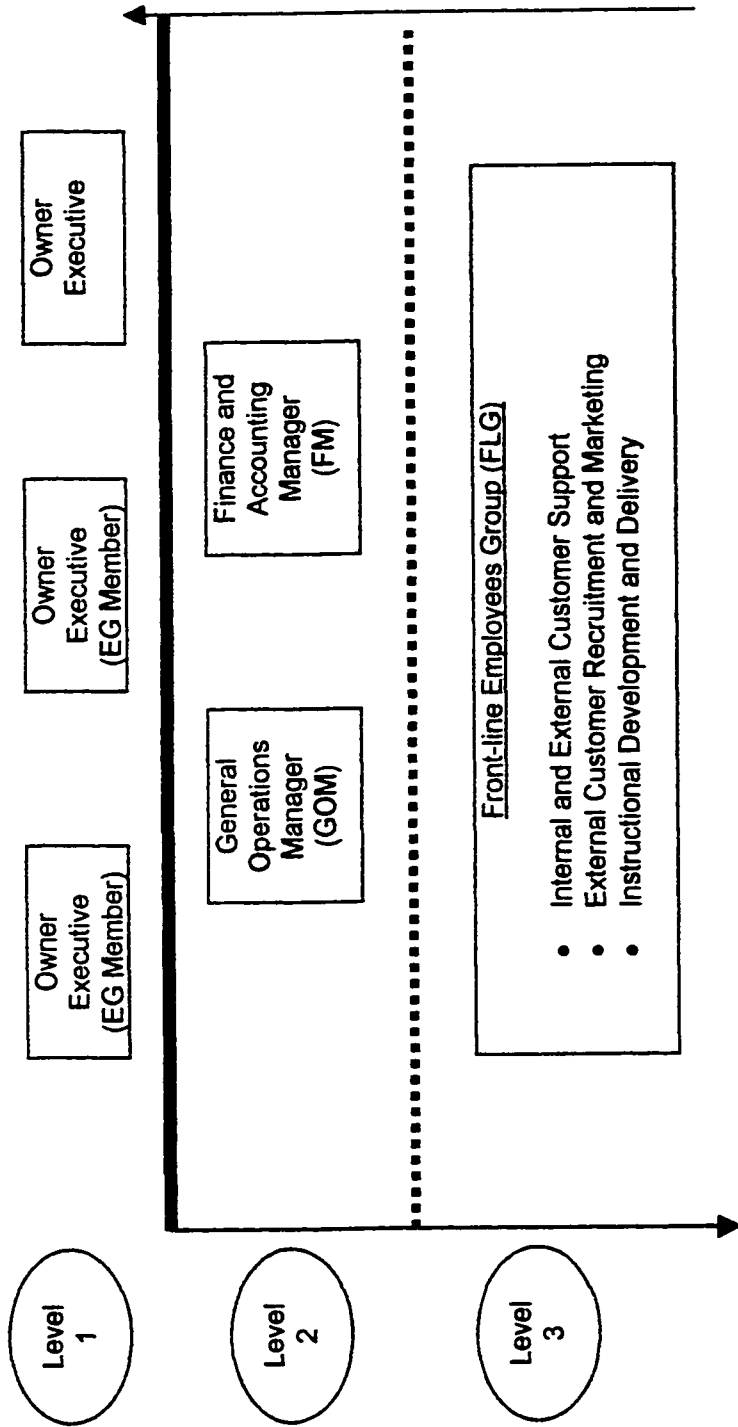 Level
1
Owner
Executive
(EG Member)
Owner
Executive
(EG Member)
Owner
Executive
Level
2
General
Operations
Manager
(GOM)
Finance and
Accounting
Manager
(FM)
Level
3
Front-line Employees Group (FLG)
• Internal and External Customer Support
• External Customer Recruitment and Marketing
• Instructional Development and Delivery